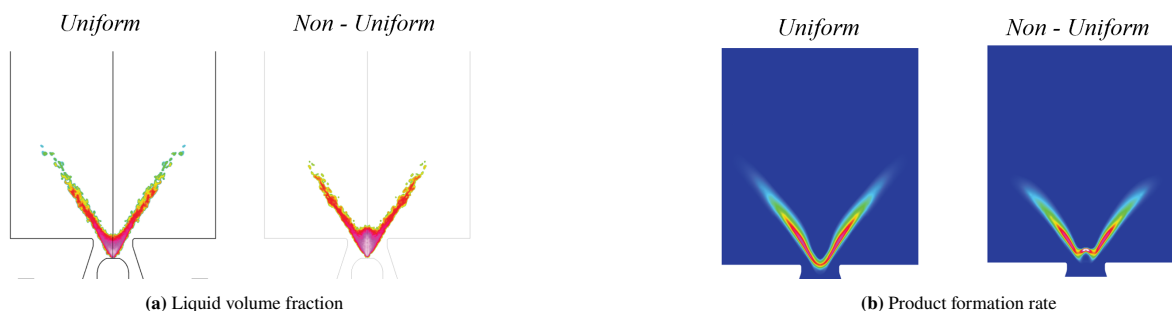 Uniform
Non - Uniform
(a) Liquid volume fraction
Uniform
Non - Uniform
(b) Product formation rate